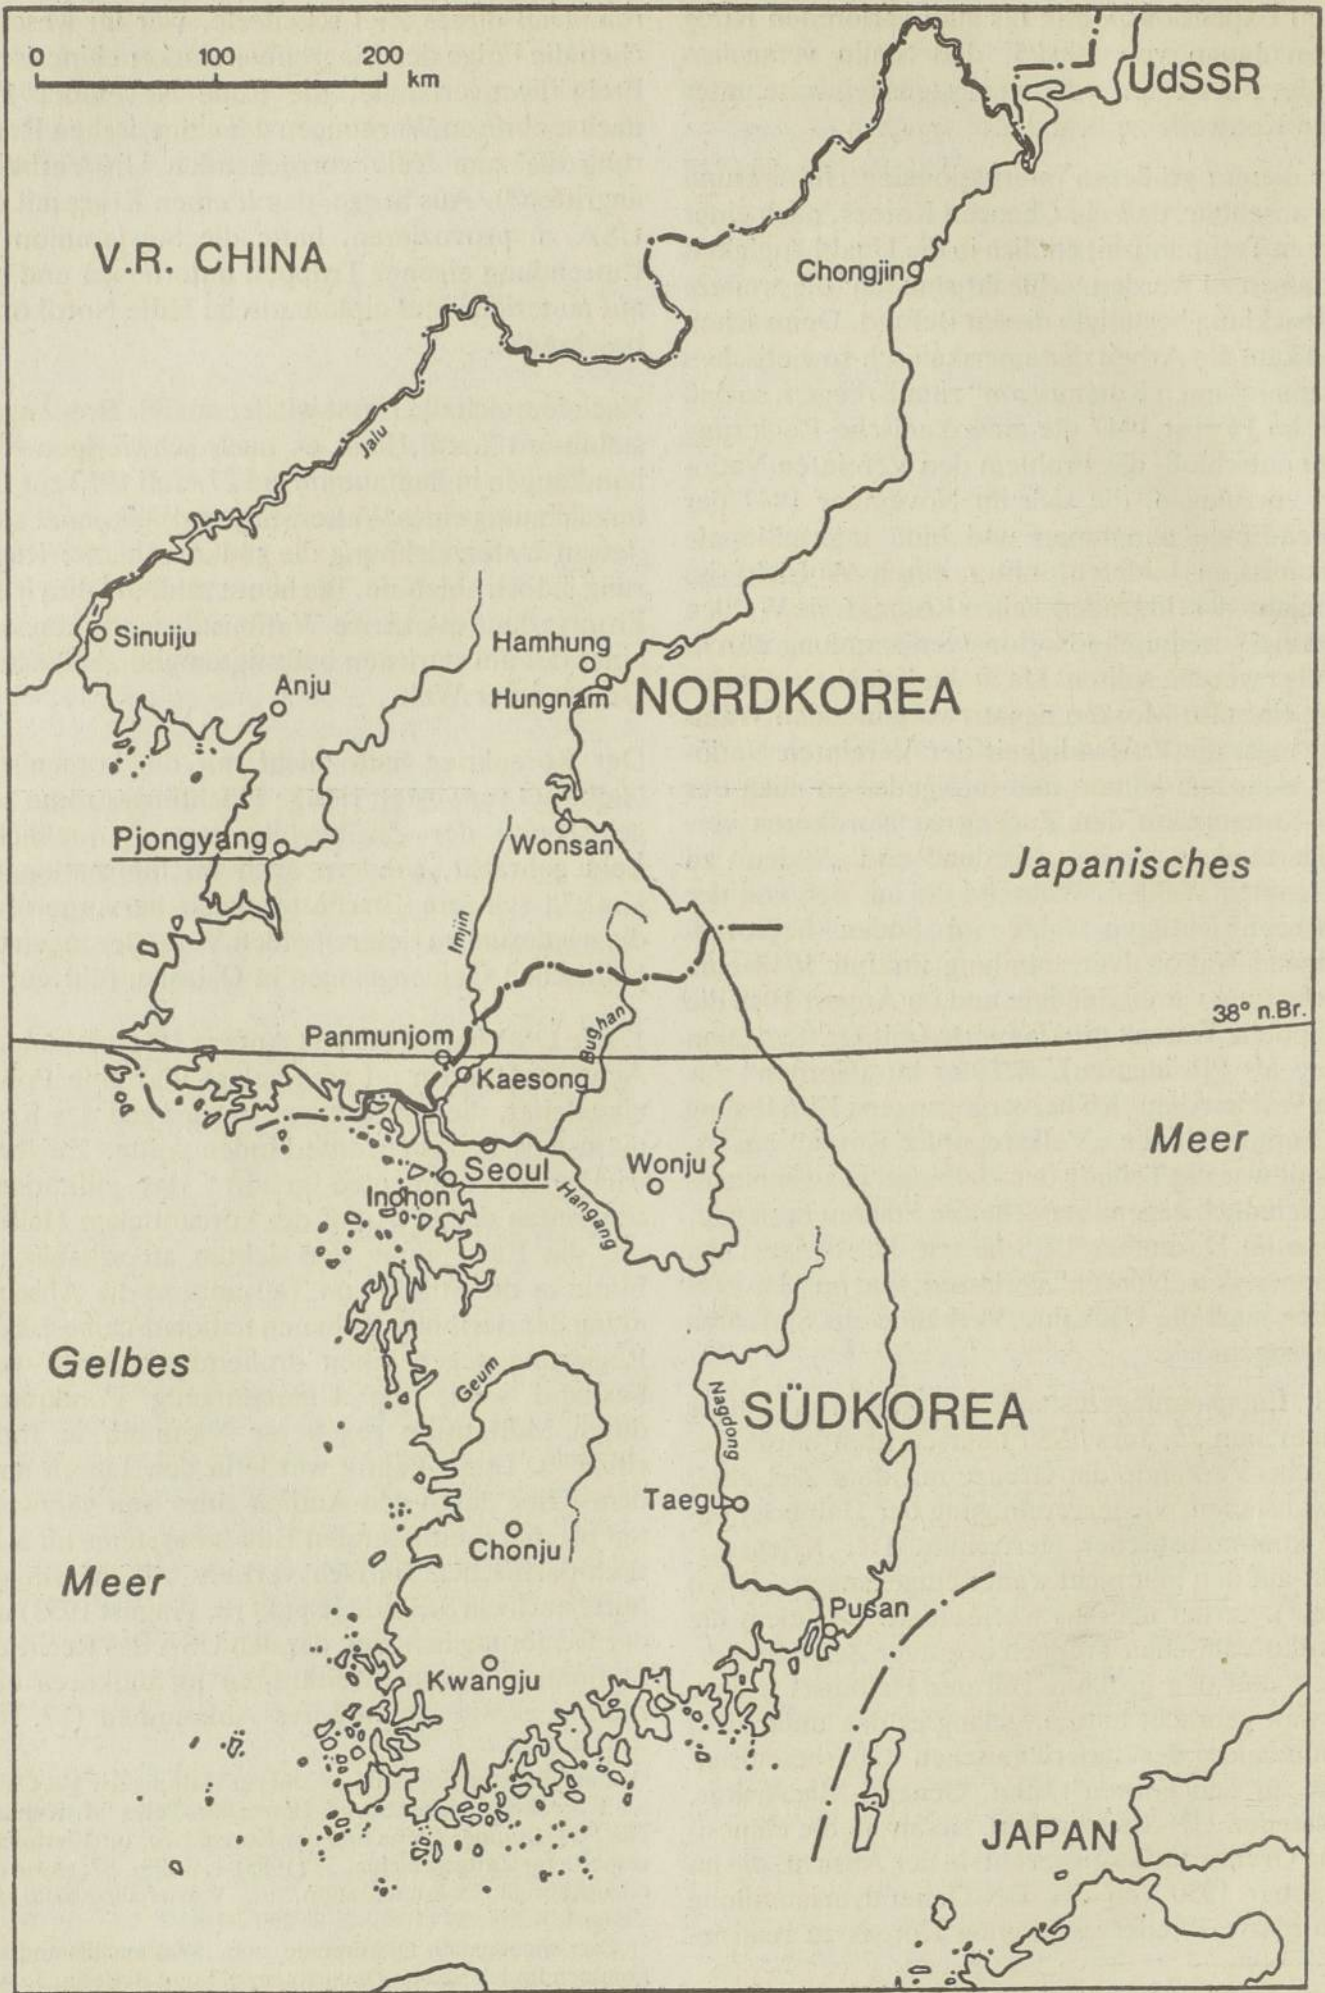 0 100 200
km
UdSSR
V.R. CHINA
Chongjin
Jalu
Sinuiju
Hamhung
Anju
Hungnam
NORDKOREA
Pjongyang
Wonsan
Japanisches
Imjin
38° n.Br.
Panmunjom
Bughan
Kaesong
Meer
Seoul
Wonju
Inchon
Hangang
Gelbes
Geum
Nagdong
SÜDKOREA
Taegu
Chonju
Meer
Pusan
Kwangju
JAPAN